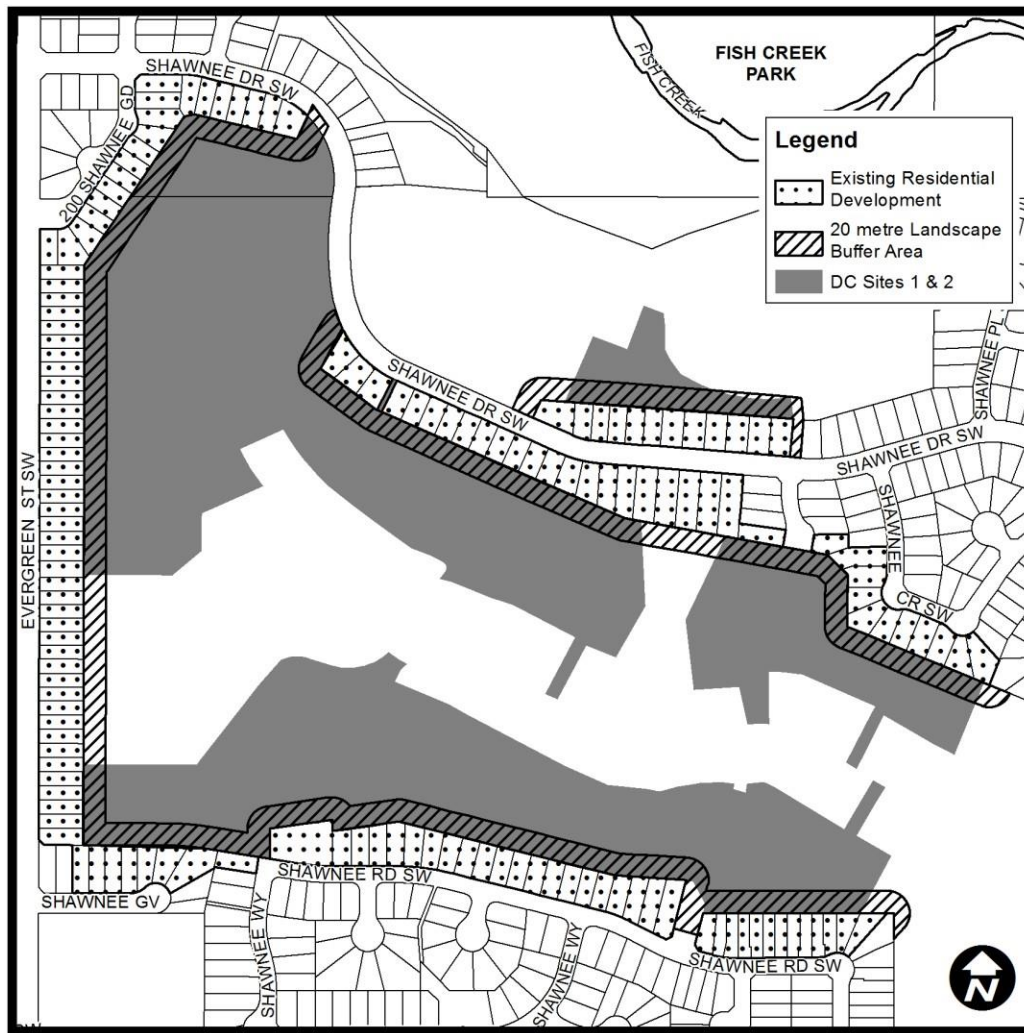 SHAWNEE DR SW
FISH CREEK
PARK
FISH CREEK
200 SHAWNEE GD
Legend
Existing Residential
Development
20 metre Landscape
Buffer Area
DC Sites 1 & 2
SHAWNEE PL
SHAWNEE DR SW
SHAWNEE DR SW
EVERGREEN ST SW
SHAWNEE
CR SW
SHAWNEE RD SW
SHAWNEE GV
SHAWNEE WY
SHAWNEE WY
SHAWNEE RD SW
N